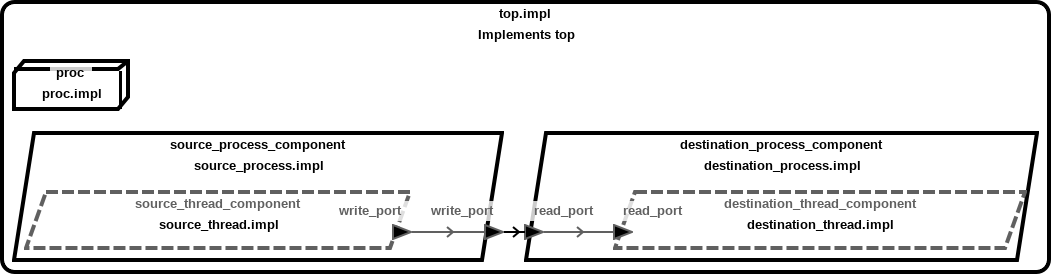 top.impl
Implements top
proc
proc.impl
source_process_component
source_process.impl
source_thread_component
source_thread.impl
write_port
write_port
destination_process_component
destination_process.impl
read_port
read_port
destination_thread_component
destination_thread.impl